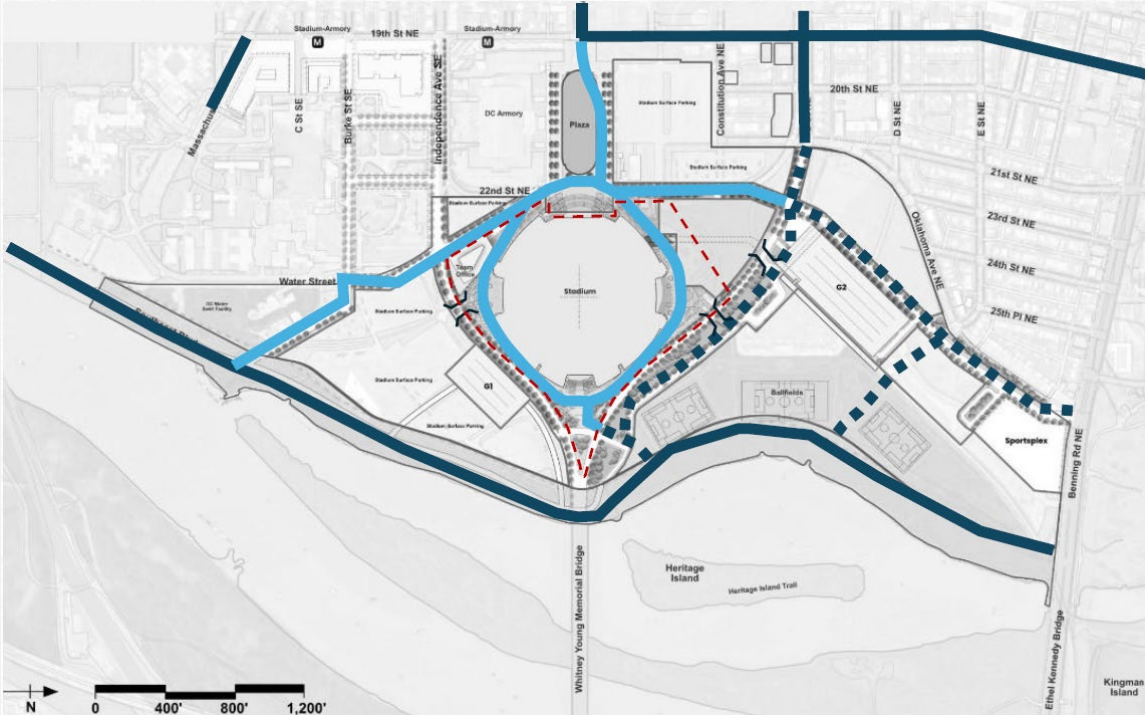 Stadium-Armory
M
19th St NE
Stadium-Armory
M
C St SE
Burke St SE
Independence Ave SE
DC Armory
Plaza
Stadium Surface Parking
Constitution Ave NE
20th St NE
D St NE
E St NE
Stadium Surface Parking
21st St NE
22nd St NE
Stadium Surface Parking
23rd St NE
Oklahoma Ave NE
24th St NE
25th Pl NE
Water Street
Team
Office
Stadium
G2
Stadium Surface Parking
Stadium Surface Parking
G1
Stadium Surface Parking
Ballfields
Sportsplex
Benning Rd NE
Whitney Young Memorial Bridge
Heritage
Island
Heritage Island Trail
Ethel Kennedy Bridge
Kingman
Island
N
0
400'
800'
1,200'